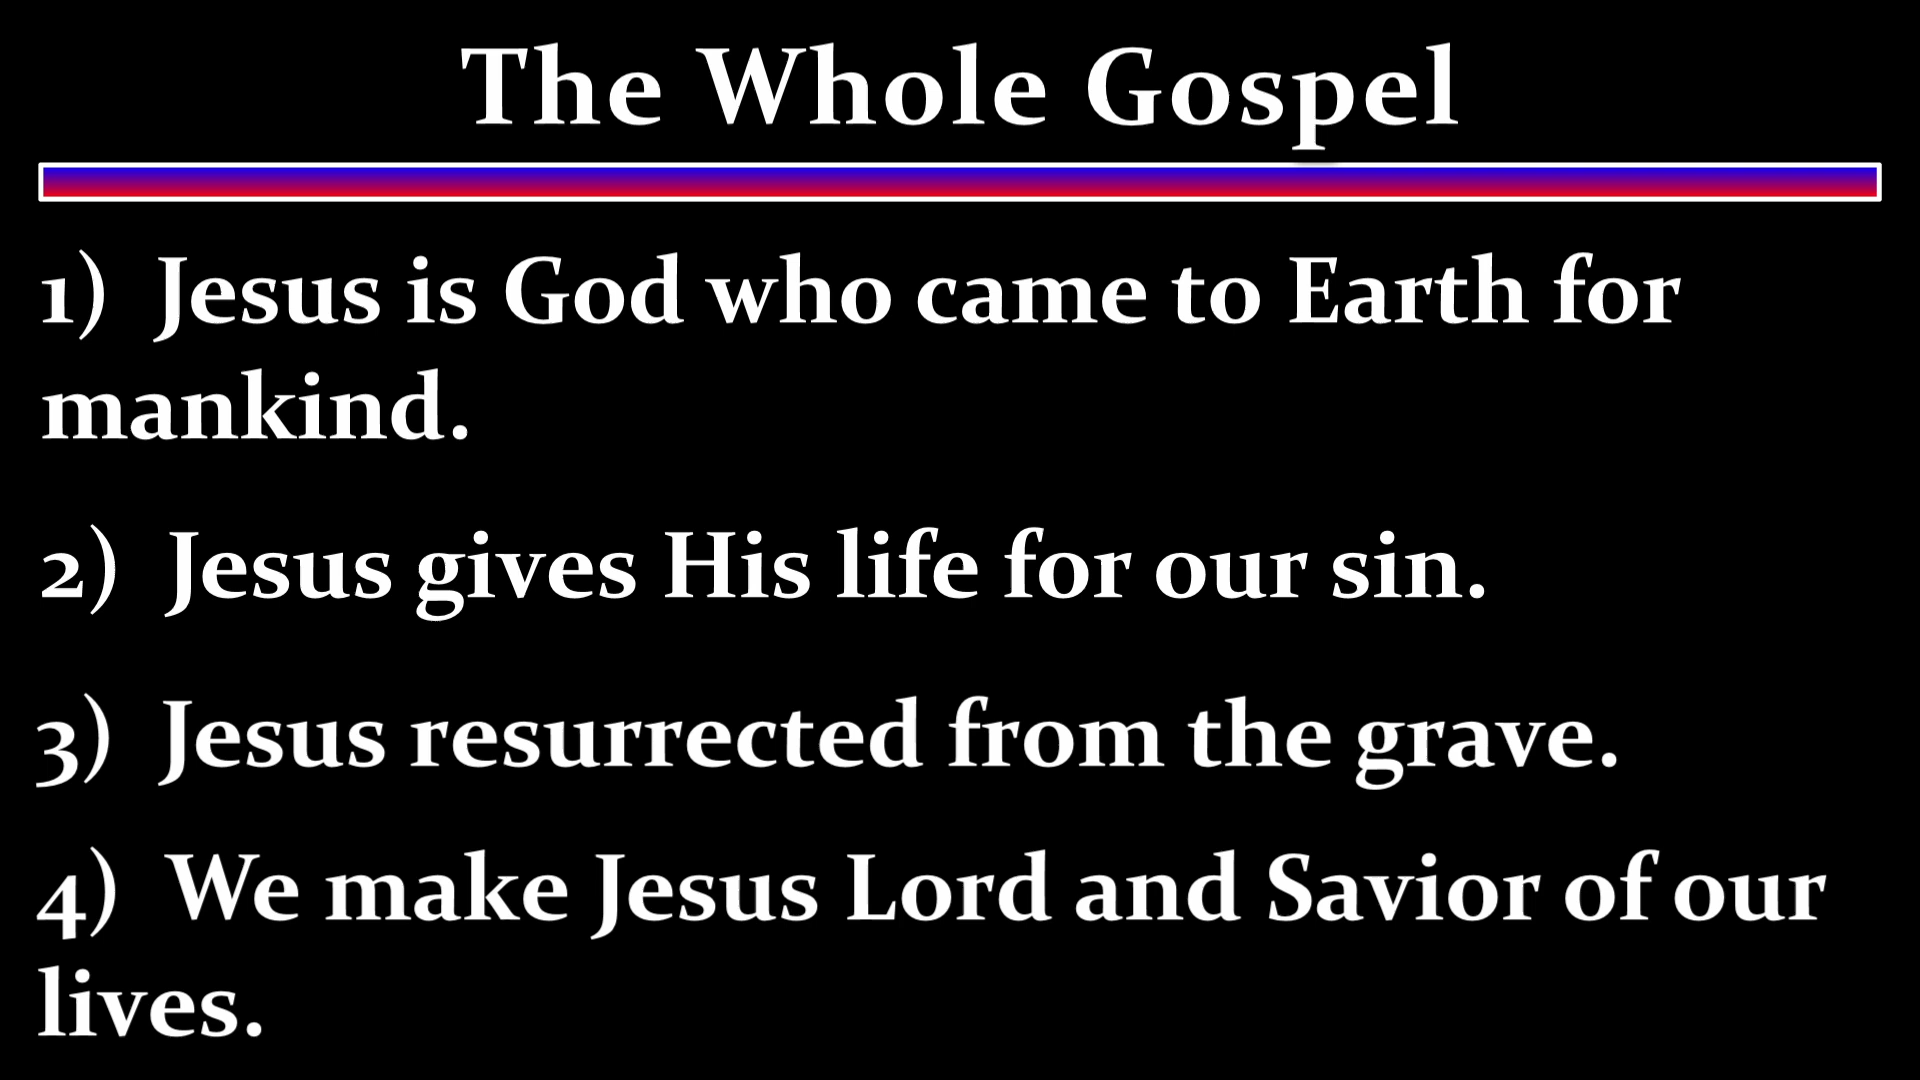 The Whole Gospel
1) Jesus is God who came to Earth for
mankind.
2) Jesus gives His life for our sin.
3) Jesus resurrected from the grave.
4) We make Jesus Lord and Savior of our
lives.